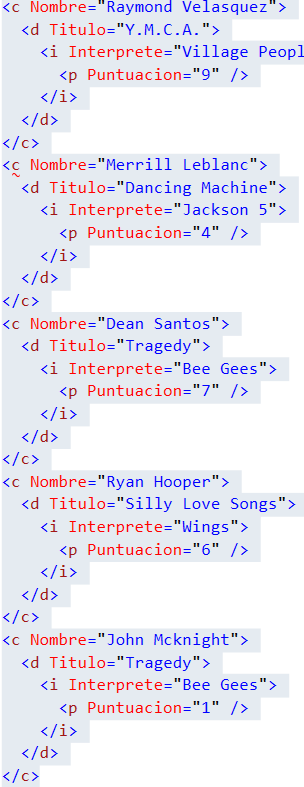 <c Nombre="Raymond Velasquez">
  <d Titulo="Y.M.C.A.">
    <i Interprete="Village Peopl
      <p Puntuacion="9" />
    </i>
  </d>
</c>
<c Nombre="Merrill Leblanc">
  <d Titulo="Dancing Machine">
    <i Interprete="Jackson 5">
      <p Puntuacion="4" />
    </i>
  </d>
</c>
<c Nombre="Dean Santos">
  <d Titulo="Tragedy">
    <i Interprete="Bee Gees">
      <p Puntuacion="7" />
    </i>
  </d>
</c>
<c Nombre="Ryan Hooper">
  <d Titulo="Silly Love Songs">
    <i Interprete="Wings">
      <p Puntuacion="6" />
    </i>
  </d>
</c>
<c Nombre="John Mcknight">
  <d Titulo="Tragedy">
    <i Interprete="Bee Gees">
      <p Puntuacion="1" />
    </i>
  </d>
</c>